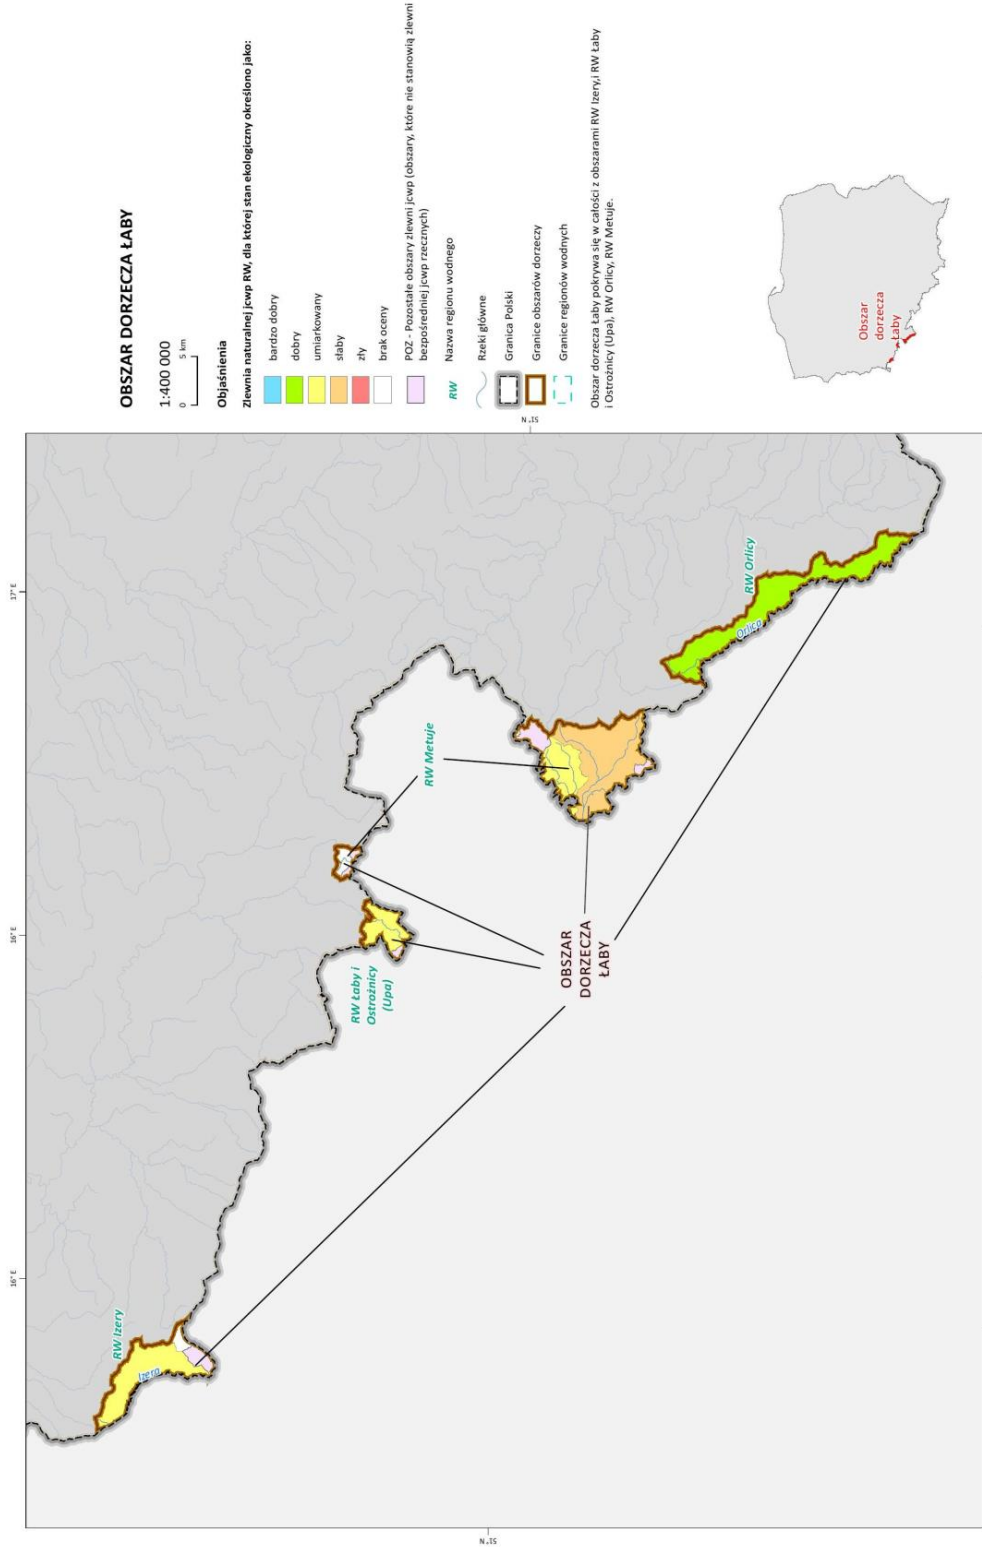 OBSZAR DORZECZA ŁABY
1:400 000
0 5 km
Objaśnienia
Zlewnia naturalnej jcwp RW, dla której stan ekologiczny określono jako:
bardzo dobry
dobry
umiarkowany
słaby
zły
brak oceny
POZ - Pozostałe obszary zlewni jcwp (obszary, które nie stanowią zlewni
bezpośredniej jcwp rzecznych)
RW Nazwa regionu wodnego
Rzeki główne
Granica Polski
Granice obszarów dorzeczy
Granice regionów wodnych
Obszar dorzecza Łaby pokrywa się w całości z obszarami RW Izery,i RW Łaby
i Ostrożnicy (Upa), RW Orlicy, RW Metuje.
Obszar
dorzecza
Łaby
16° E
16° E
17° E
51° N
51° N
RW Izery
Izera
RW Łaby i
Ostrożnicy
(Upa)
RW Metuje
RW Orlicy
Orlica
OBSZAR
DORZECZA
ŁABY